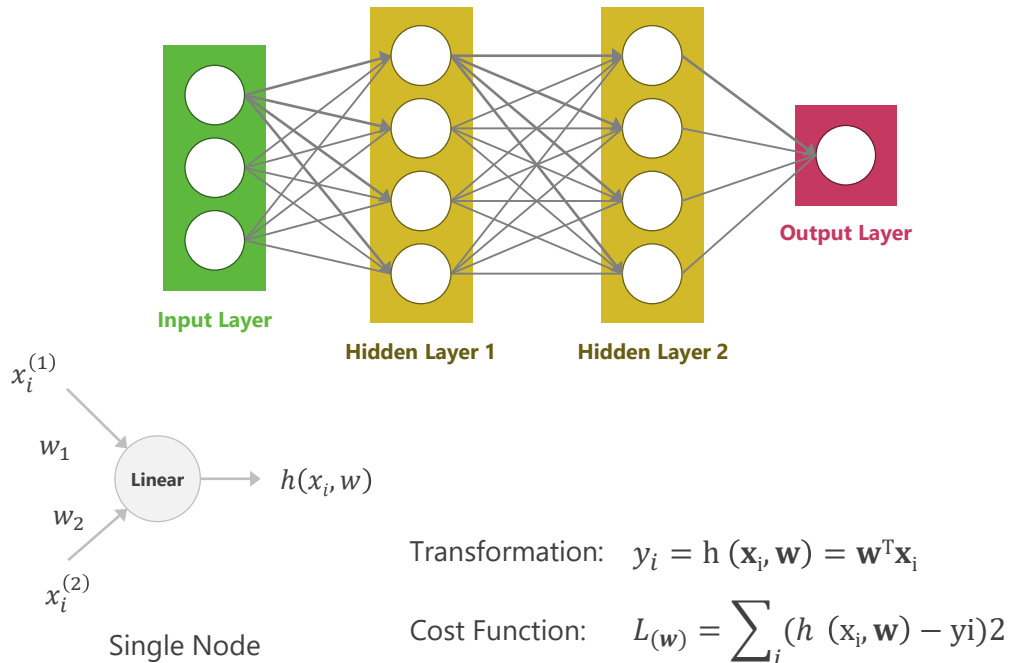 Output Layer
Input Layer
Hidden Layer 1
Hidden Layer 2
x_i^{(1)}
w_1
Linear
h(x_i, w)
w_2
x_i^{(2)}
Single Node
Transformation: y_i = h (𝐱_i, 𝐰) = 𝐰^T𝐱_i
Cost Function: L_{(𝒘)} = ∑_i (h (x_i, 𝐰) − yi)2